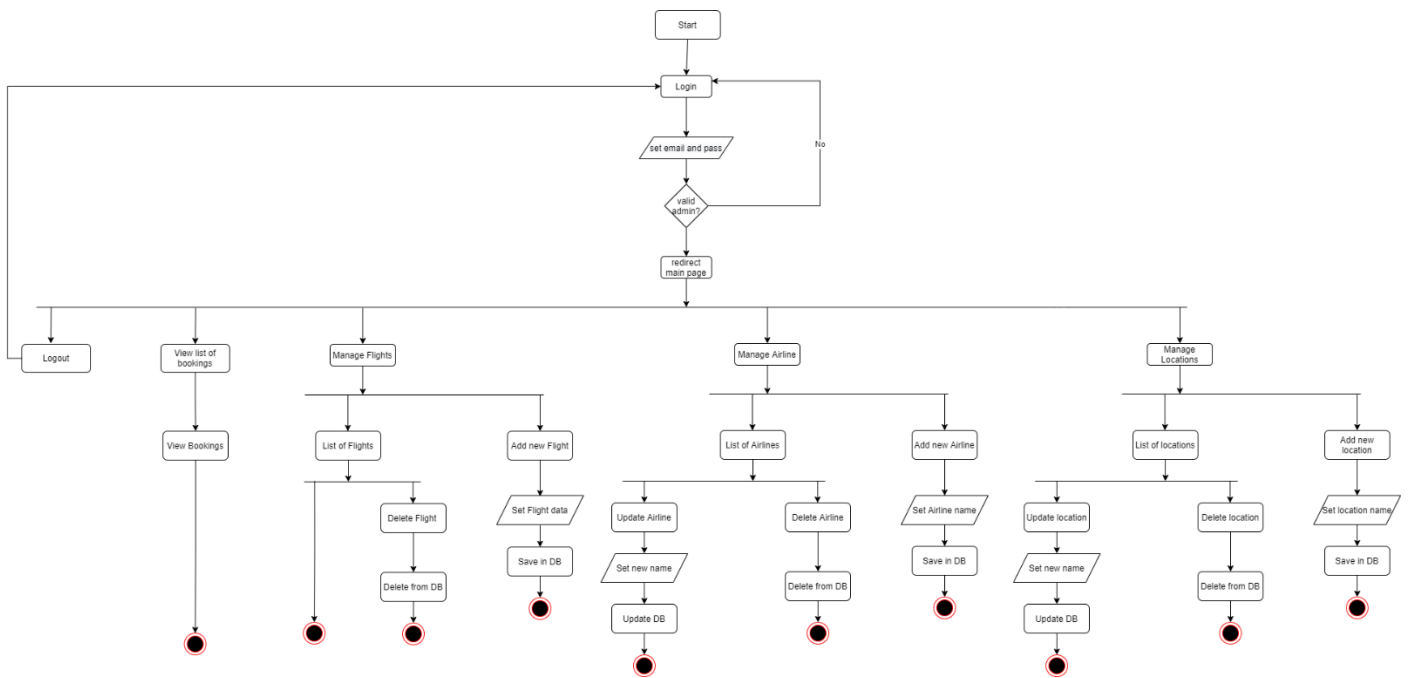 Start
Login
set email and pass
No
valid
admin?
redirect
main page
Logout
View list of
bookings
Manage Flights
Manage Airline
Manage
Locations
View Bookings
List of Flights
Add new Flight
List of Airlines
Add new Airline
List of locations
Add new
location
Delete Flight
Set Flight data
Update Airline
Delete Airline
Set Airline name
Update location
Delete location
Set location name
Save in DB
Set new name
Save in DB
Set new name
Save in DB
Delete from DB
Delete from DB
Delete from DB
Update DB
Update DB